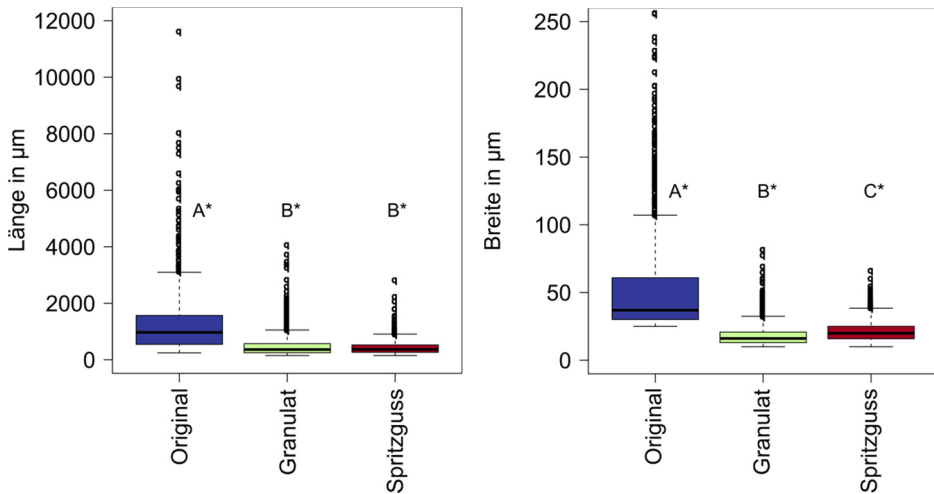 Länge in µm
12000
10000
8000
6000
4000
2000
0
A*
B*
B*
Original
Granulat
Spritzguss
Breite in µm
250
200
150
100
50
0
A*
B*
C*
Original
Granulat
Spritzguss